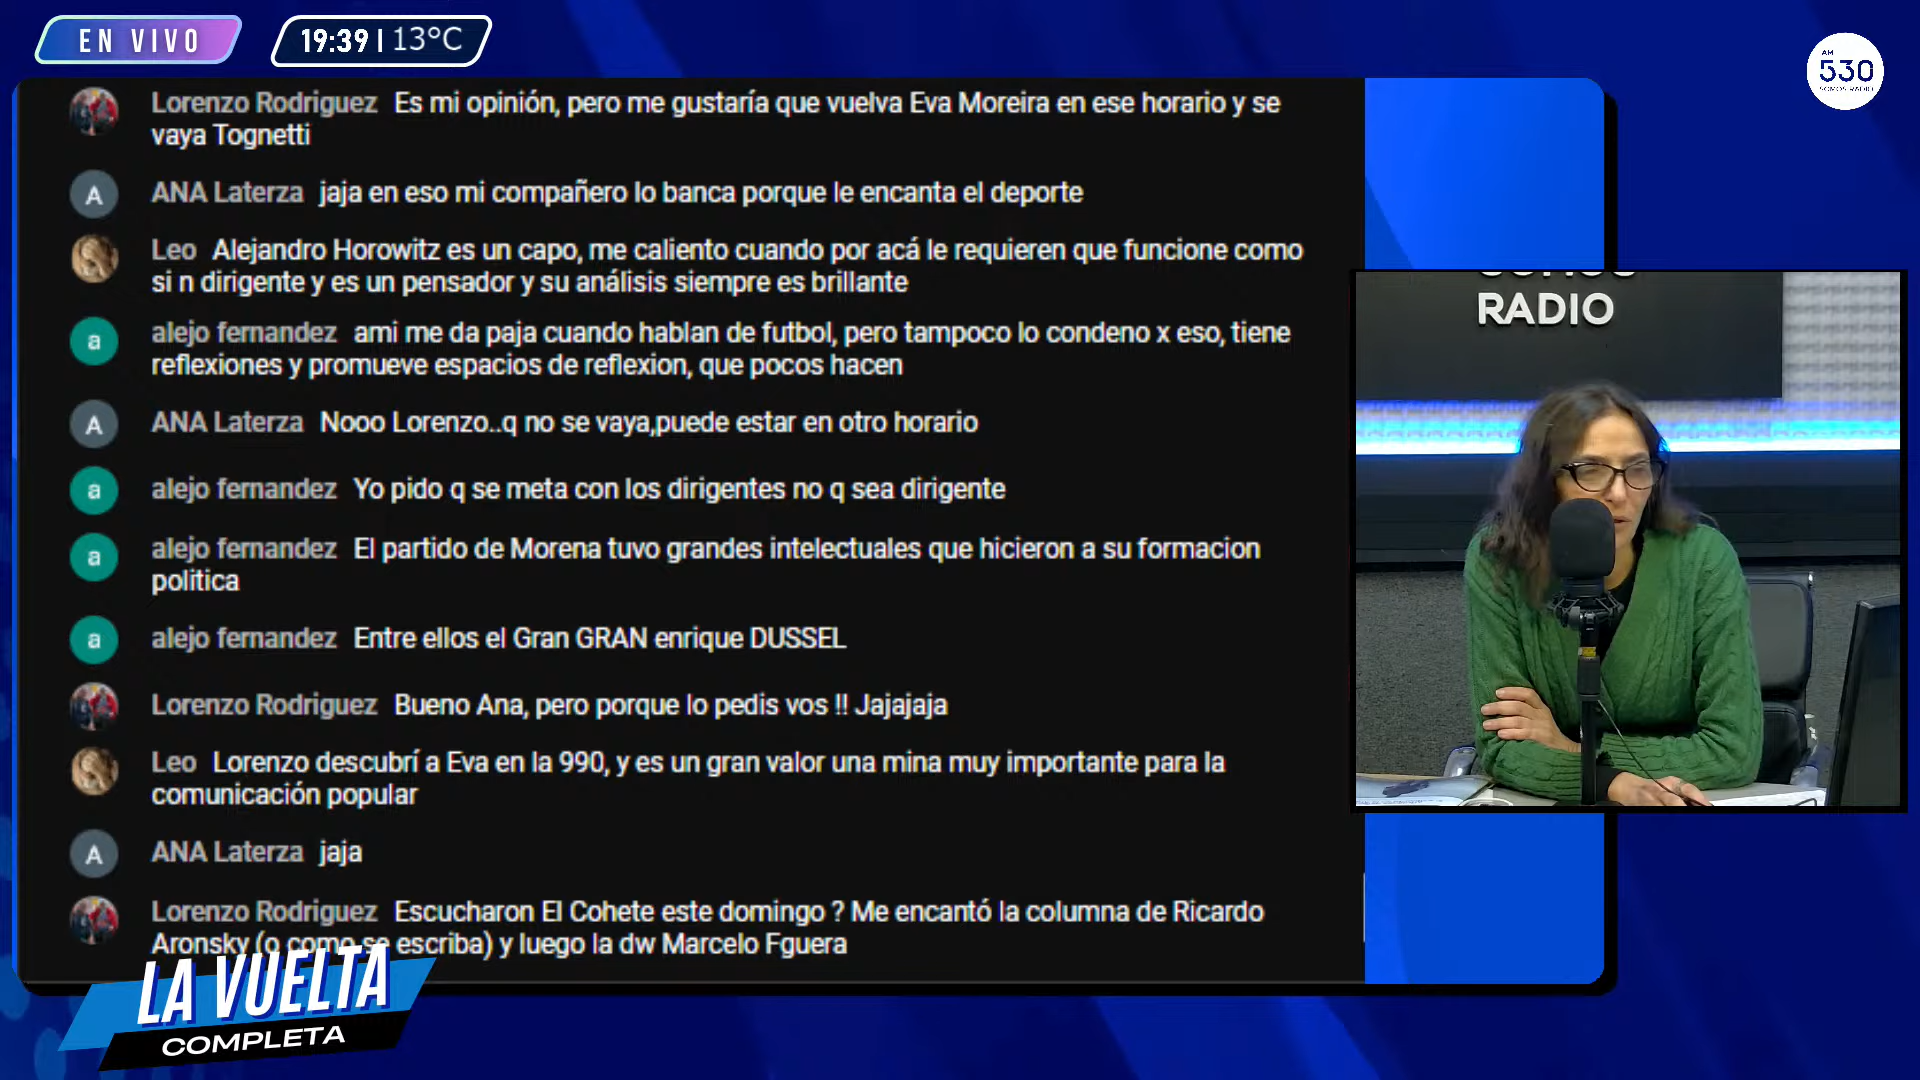 EN VIVO
19:39 | 13°C
AM
530
SOMOS RADIO
Lorenzo Rodriguez Es mi opinión, pero me gustaría que vuelva Eva Moreira en ese horario y se
vaya Tognetti
A
ANA Laterza jaja en eso mi compañero lo banca porque le encanta el deporte
Leo Alejandro Horowitz es un capo, me caliento cuando por acá le requieren que funcione como
si n dirigente y es un pensador y su análisis siempre es brillante
a
alejo fernandez ami me da paja cuando hablan de futbol, pero tampoco lo condeno x eso, tiene
reflexiones y promueve espacios de reflexion, que pocos hacen
A
ANA Laterza Nooo Lorenzo..q no se vaya,puede estar en otro horario
a
alejo fernandez Yo pido q se meta con los dirigentes no q sea dirigente
a
alejo fernandez El partido de Morena tuvo grandes intelectuales que hicieron a su formacion
politica
a
alejo fernandez Entre ellos el Gran GRAN enrique DUSSEL
Lorenzo Rodriguez Bueno Ana, pero porque lo pedis vos !! Jajajaja
Leo Lorenzo descubrí a Eva en la 990, y es un gran valor una mina muy importante para la
comunicación popular
A
ANA Laterza jaja
Lorenzo Rodriguez Escucharon El Cohete este domingo ? Me encantó la columna de Ricardo
Aronsky (o como se escriba) y luego la dw Marcelo Fguera
SOMOS
RADIO
LA VUELTA
COMPLETA